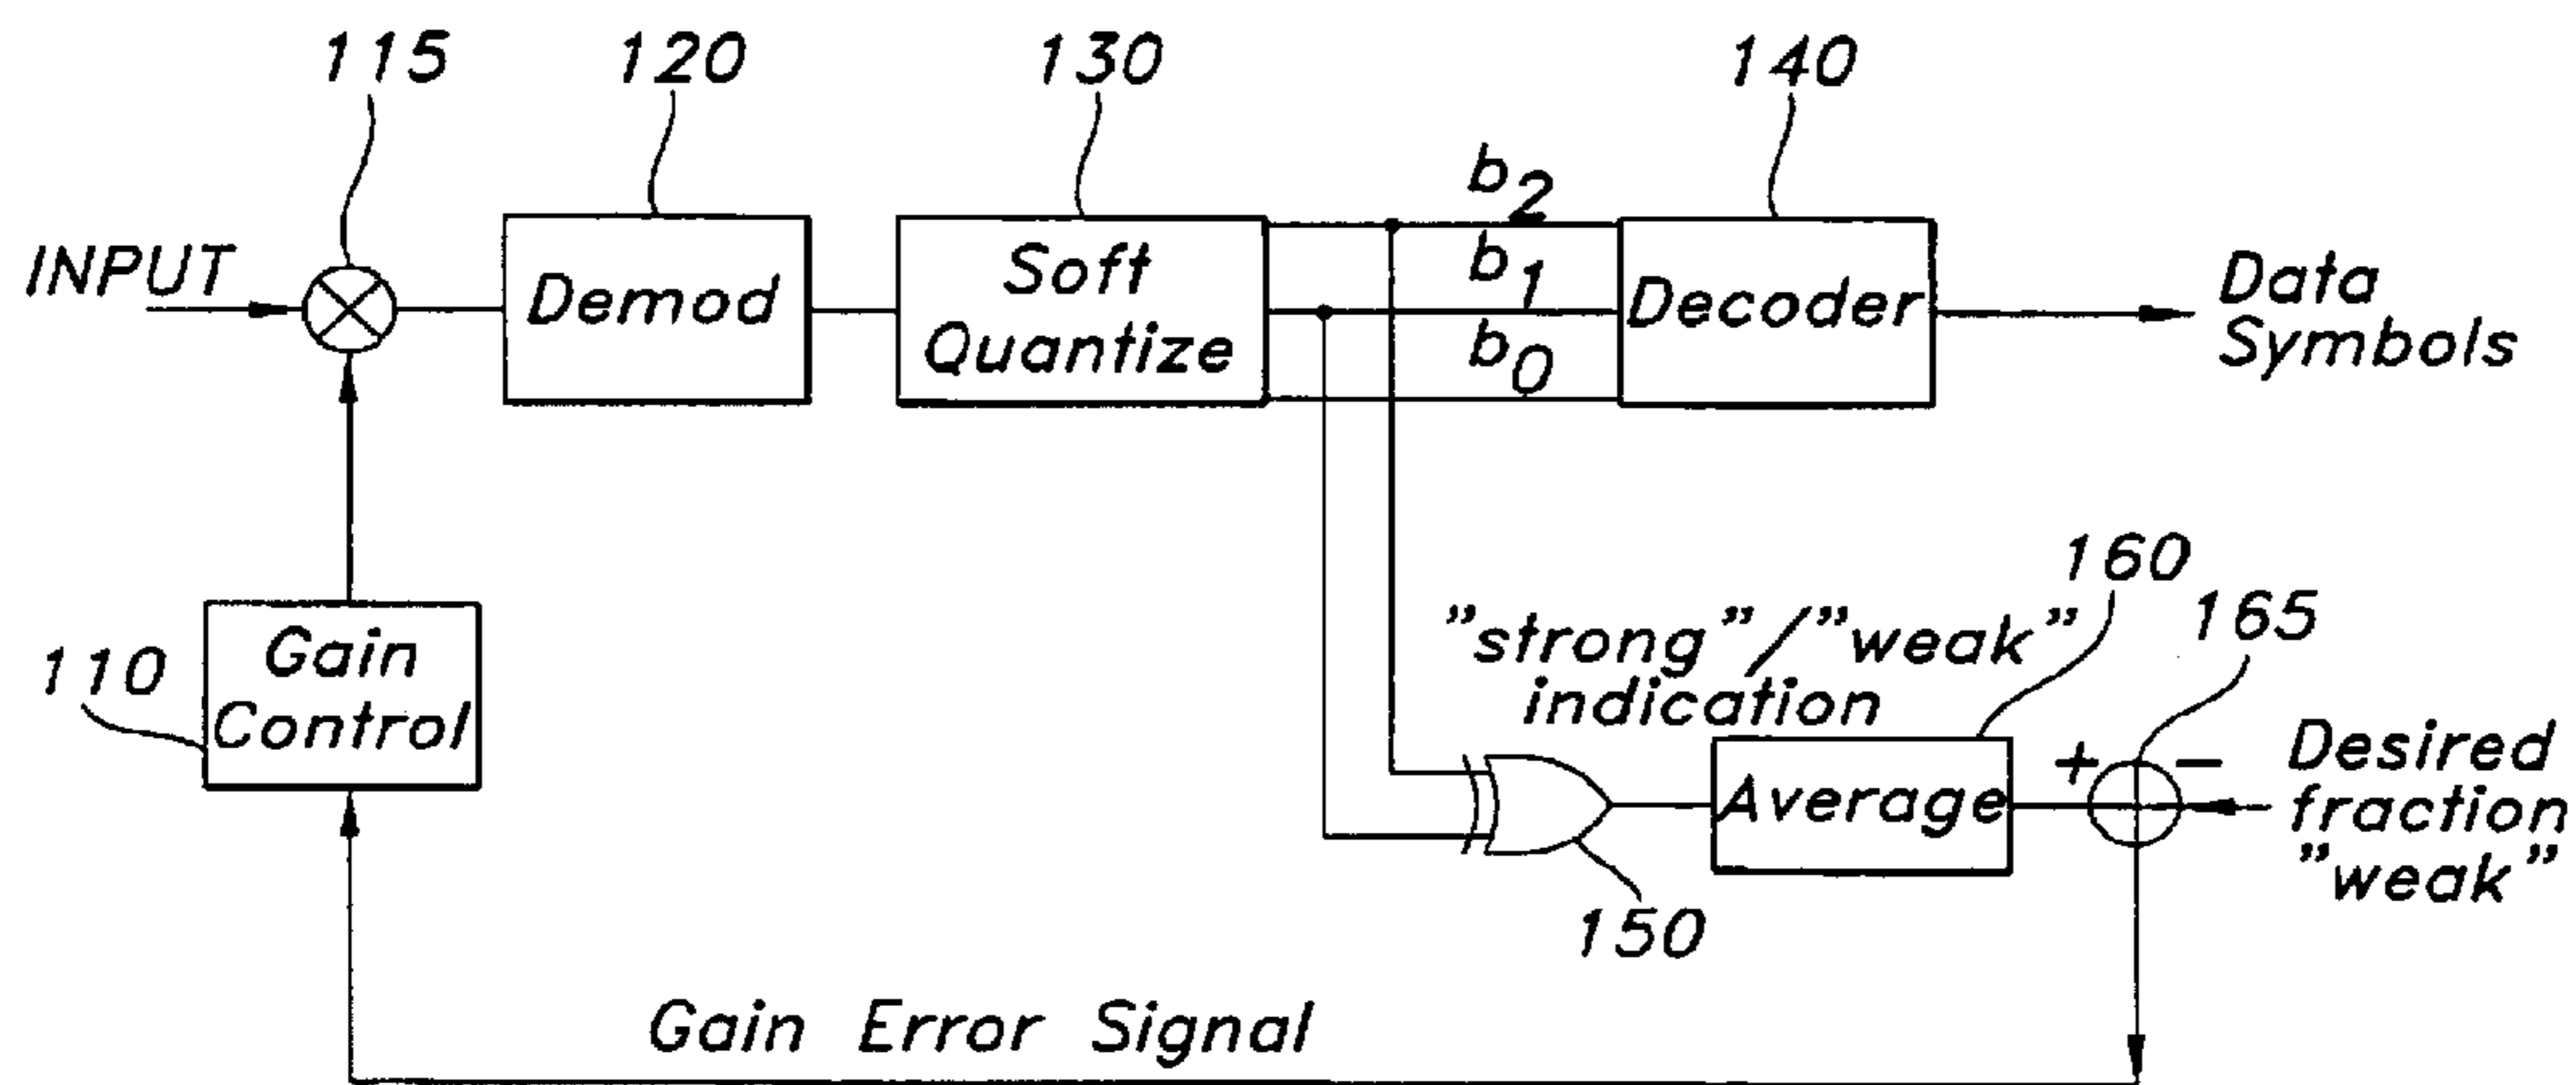 115
120
130
140
INPUT
Demod
Soft
Quantize
b2
b1
b0
Decoder
Data
Symbols
110
Gain
Control
"strong"/"weak"
indication
160
165
Average
+
−
Desired
fraction
"weak"
150
Gain Error Signal